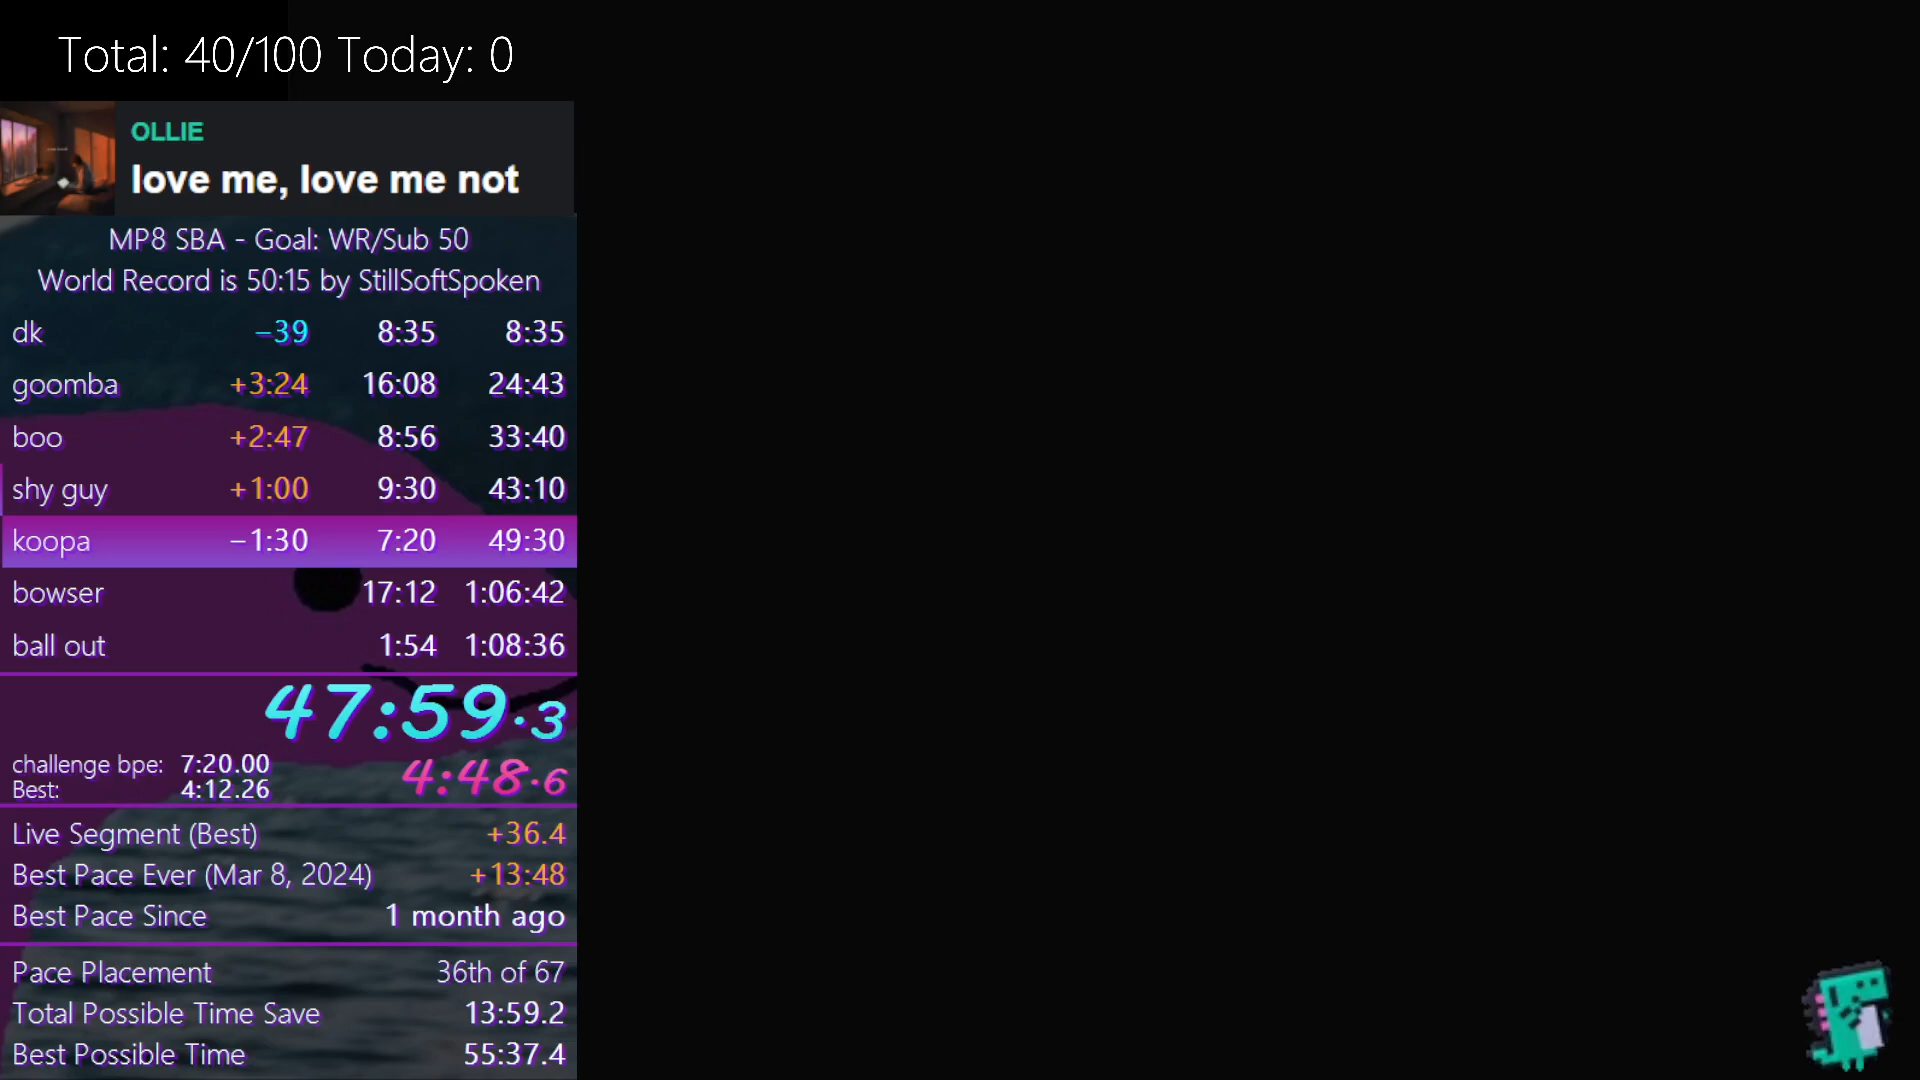 Total: 40/100 Today: 0
OLLIE
love me, love me not
MP8 SBA - Goal: WR/Sub 50
World Record is 50:15 by StillSoftSpoken
dk −39 8:35 8:35
goomba +3:24 16:08 24:43
boo +2:47 8:56 33:40
shy guy +1:00 9:30 43:10
koopa −1:30 7:20 49:30
bowser 17:12 1:06:42
ball out 1:54 1:08:36
47:59.3
challenge bpe: 7:20.00
Best: 4:12.26
4:48.6
Live Segment (Best) +36.4
Best Pace Ever (Mar 8, 2024) +13:48
Best Pace Since 1 month ago
Pace Placement 36th of 67
Total Possible Time Save 13:59.2
Best Possible Time 55:37.4